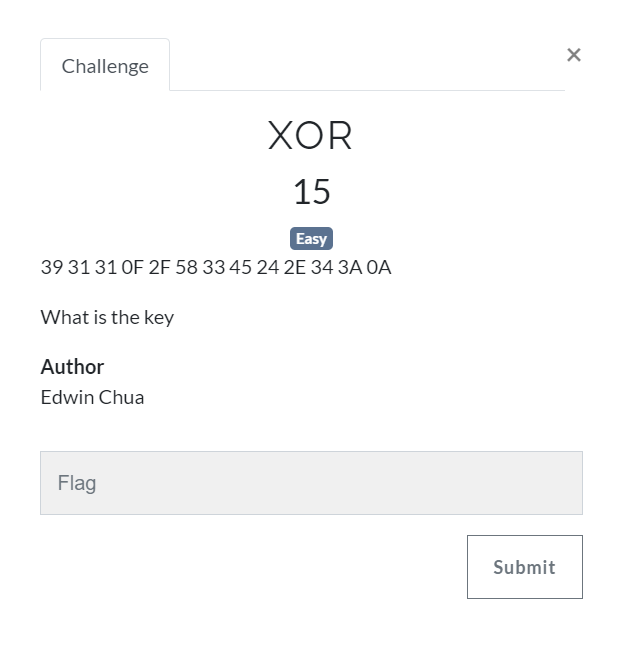 Challenge
×
XOR
15
Easy
39 31 31 0F 2F 58 33 45 24 2E 34 3A 0A
What is the key
Author
Edwin Chua
Flag
Submit